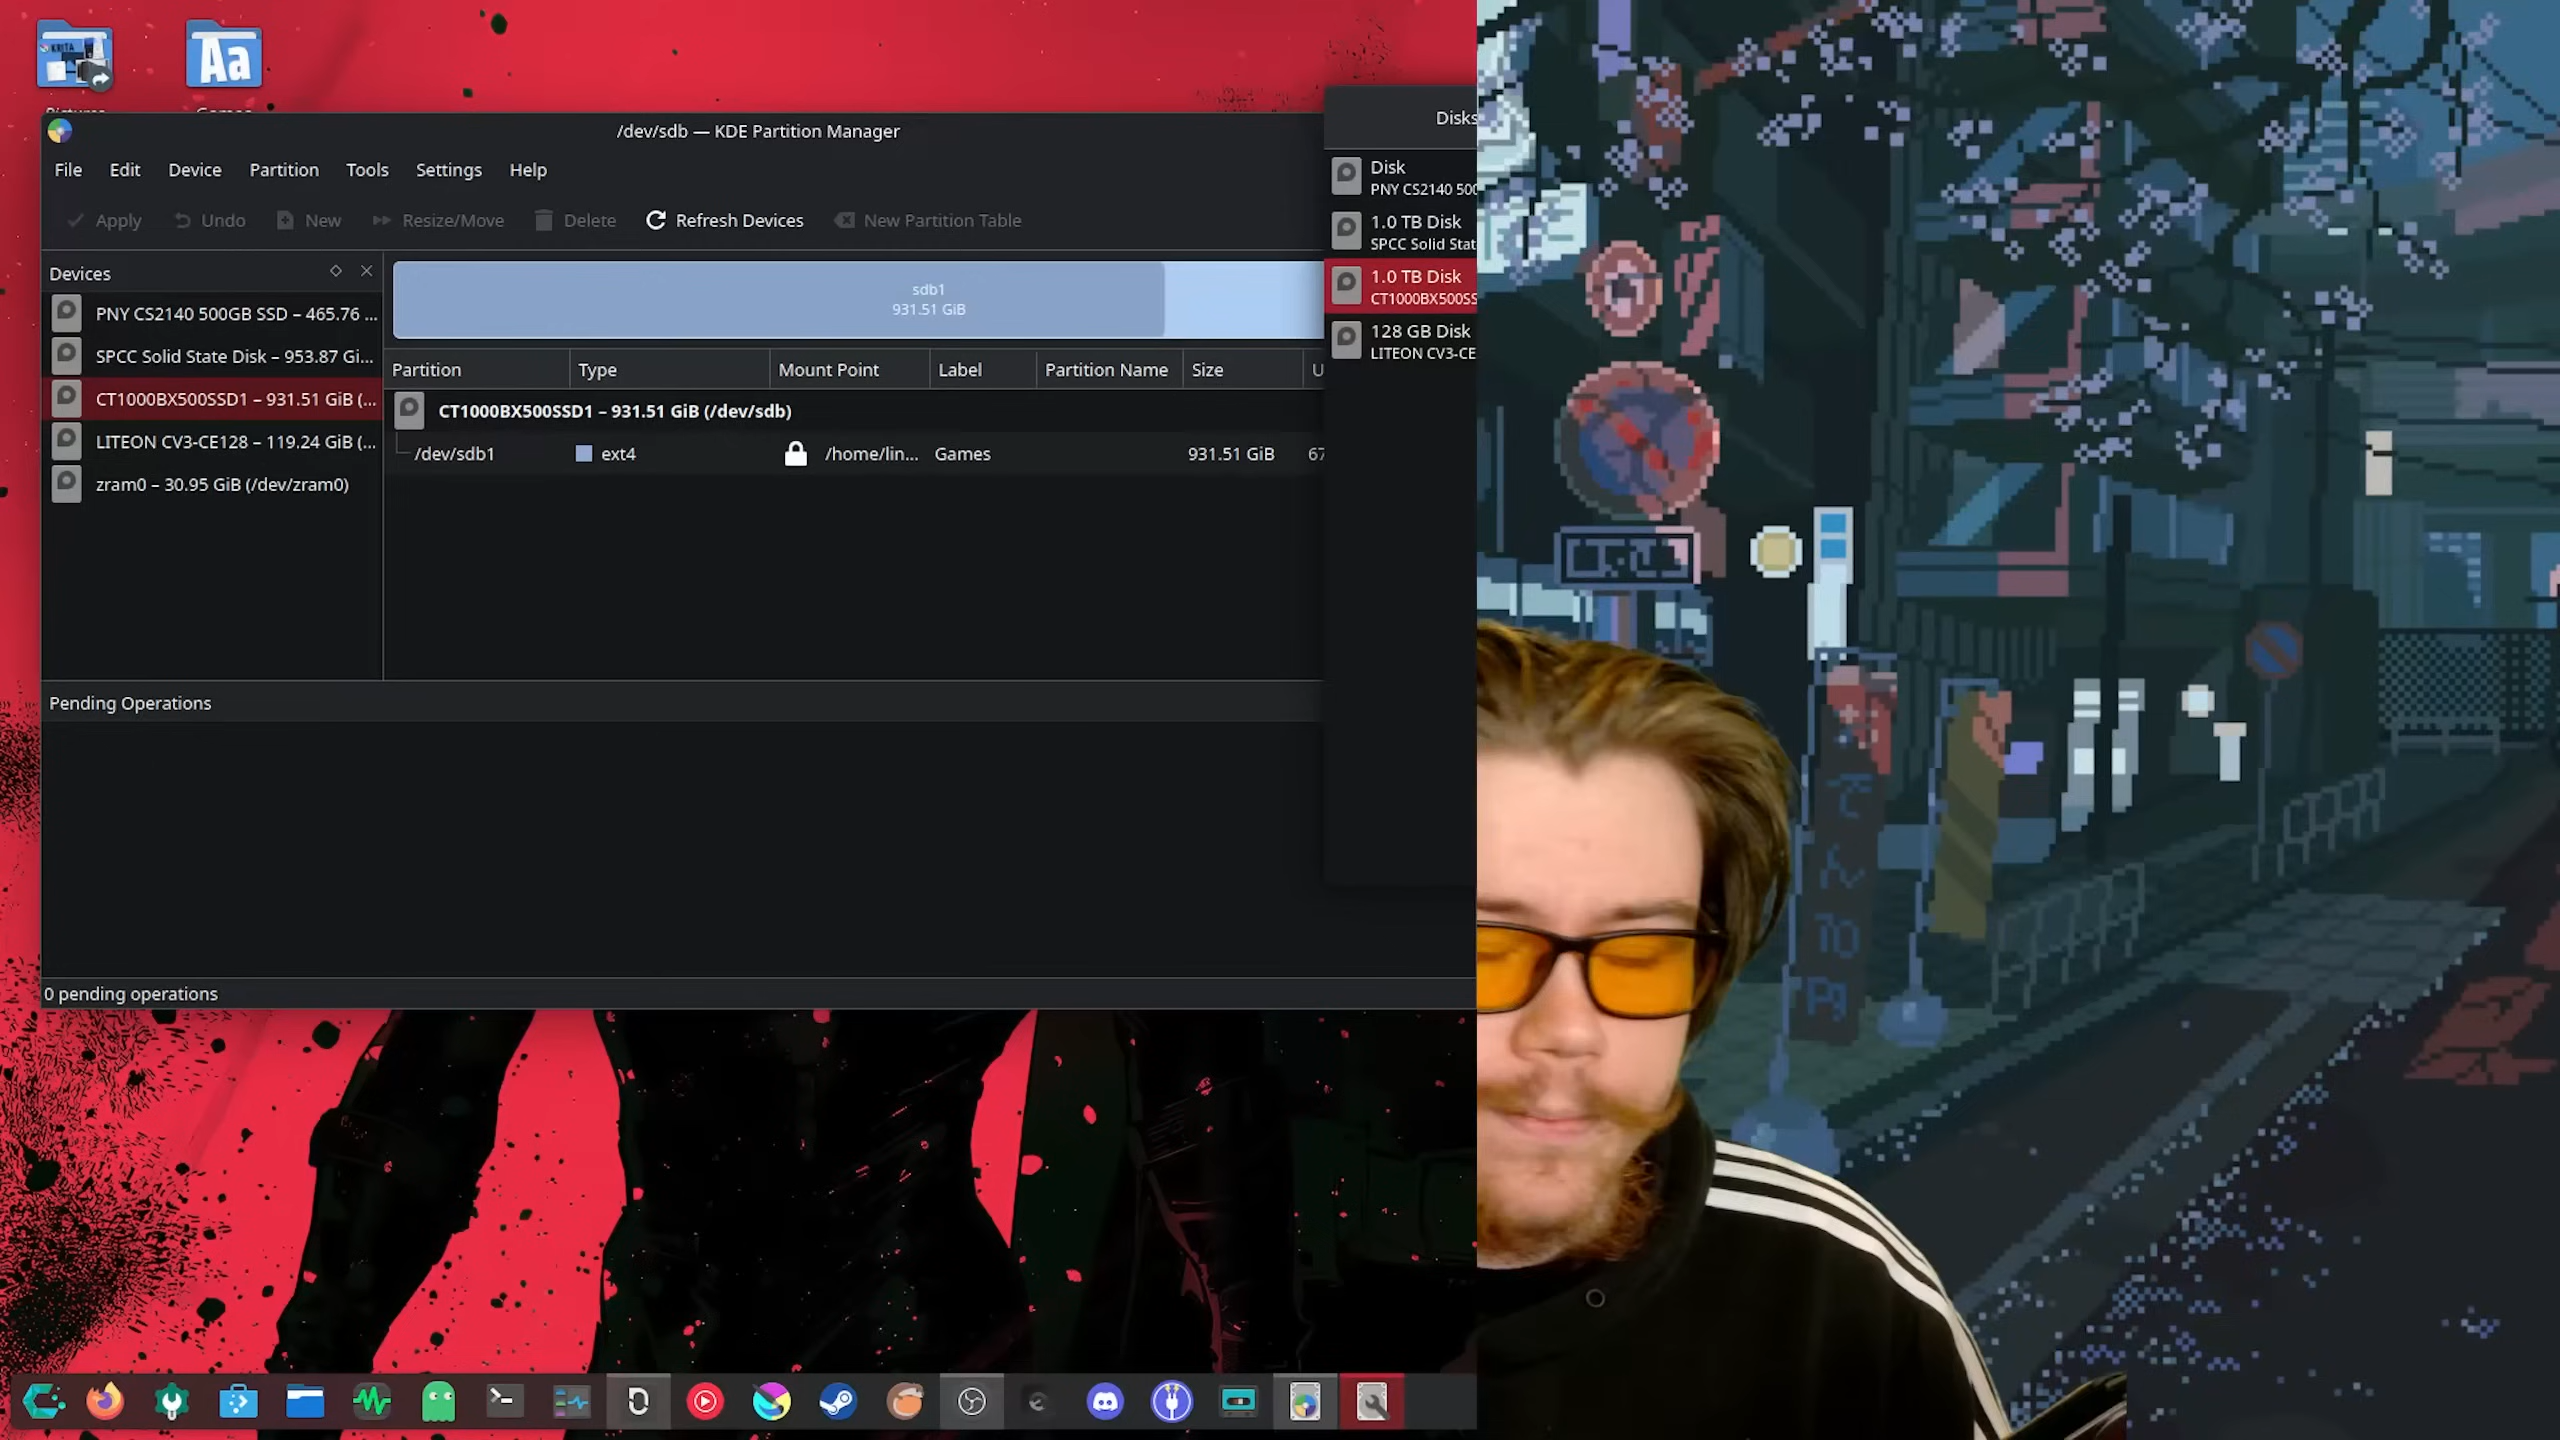 Aa
/dev/sdb — KDE Partition Manager
File Edit Device Partition Tools Settings Help
Apply Undo New Resize/Move Delete Refresh Devices New Partition Table
Devices
PNY CS2140 500GB SSD – 465.76 ...
SPCC Solid State Disk – 953.87 Gi...
CT1000BX500SSD1 – 931.51 GiB (...
LITEON CV3-CE128 – 119.24 GiB (...
zram0 – 30.95 GiB (/dev/zram0)
sdb1
931.51 GiB
Partition Type Mount Point Label Partition Name Size U
CT1000BX500SSD1 – 931.51 GiB (/dev/sdb)
/dev/sdb1 ext4 /home/lin... Games 931.51 GiB 67
Pending Operations
0 pending operations
Disks
Disk
PNY CS2140 500
1.0 TB Disk
SPCC Solid Stat
1.0 TB Disk
CT1000BX500SS
128 GB Disk
LITEON CV3-CE